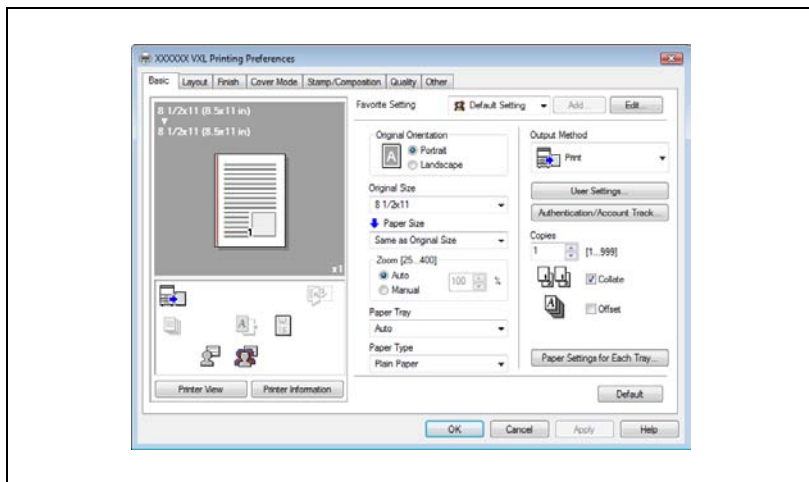 XXXXXX VXL Printing Preferences
Basic Layout Finish Cover Mode Stamp/Composition Quality Other
8 1/2x11 (8.5x11 in)
8 1/2x11 (8.5x11 in)
1
x1
Printer View Printer Information
Favorite Setting Default Setting Add... Edit...
Original Orientation
A Portrait
Landscape
Original Size
8 1/2x11
Paper Size
Same as Original Size
Zoom [25...400]
Auto
Manual 100 %
Paper Tray
Auto
Paper Type
Plain Paper
Output Method
Print
User Settings...
Authentication/Account Track...
Copies
1 [1...999]
Collate
Offset
Paper Settings for Each Tray...
Default
OK Cancel Apply Help